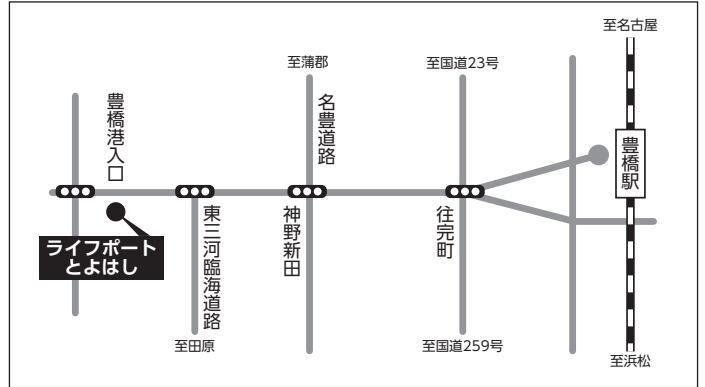 至名古屋
至蒲郡
至国道23号
豊橋港入口
名豊道路
豊橋駅
ライフポート
とよはし
東三河臨海道路
神野新田
往完町
至田原
至国道259号
至浜松